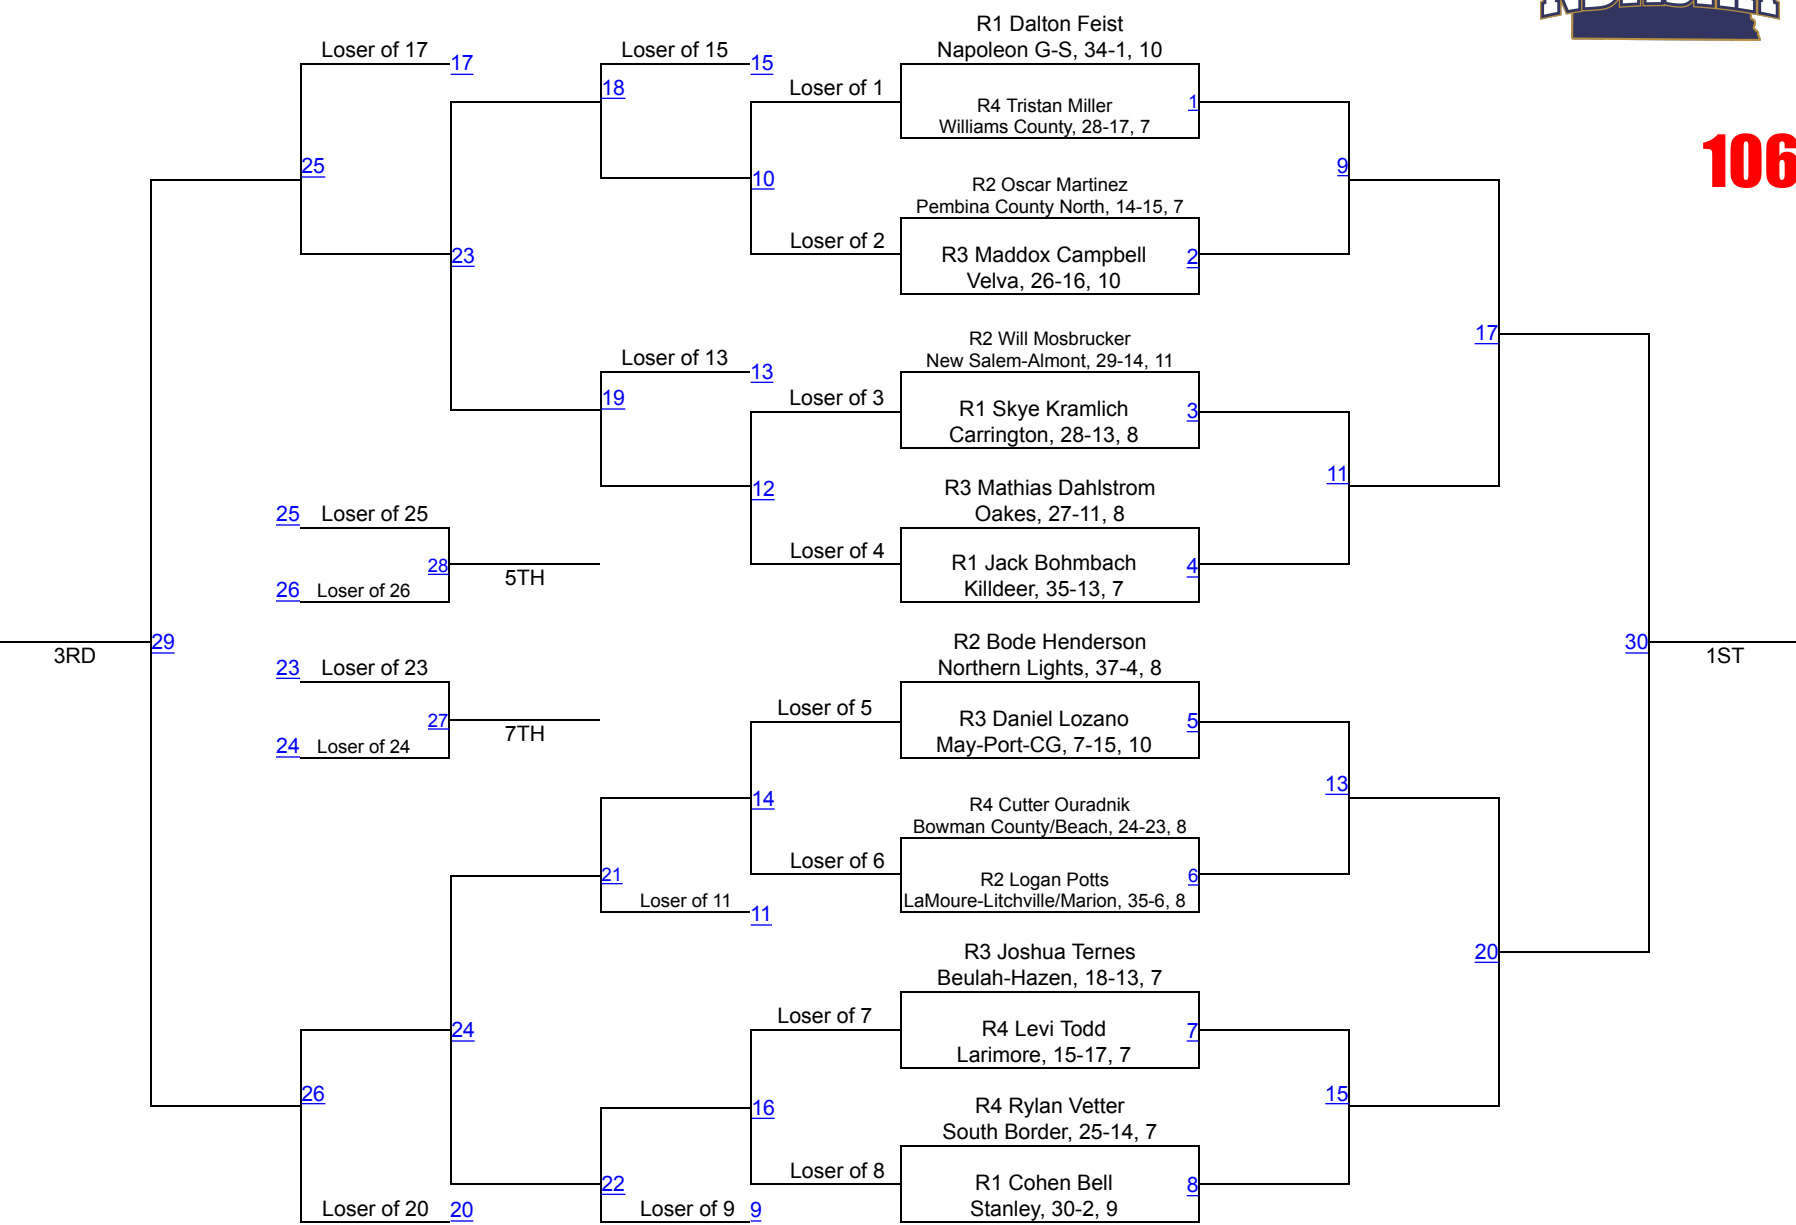 R1 Dalton Feist
Napoleon G-S, 34-1, 10
Loser of 17
17
Loser of 15
15
18
Loser of 1
R4 Tristan Miller
Williams County, 28-17, 7
1
106
25
10
9
R2 Oscar Martinez
Pembina County North, 14-15, 7
23
Loser of 2
R3 Maddox Campbell
Velva, 26-16, 10
2
R2 Will Mosbrucker
New Salem-Almont, 29-14, 11
17
Loser of 13
13
19
Loser of 3
R1 Skye Kramlich
Carrington, 28-13, 8
3
12
11
R3 Mathias Dahlstrom
Oakes, 27-11, 8
25
Loser of 25
28
5TH
26
Loser of 26
Loser of 4
R1 Jack Bohmbach
Killdeer, 35-13, 7
4
3RD
29
R2 Bode Henderson
Northern Lights, 37-4, 8
30
1ST
23
Loser of 23
27
7TH
24
Loser of 24
Loser of 5
R3 Daniel Lozano
May-Port-CG, 7-15, 10
5
14
13
R4 Cutter Ouradnik
Bowman County/Beach, 24-23, 8
21
Loser of 6
R2 Logan Potts
LaMoure-Litchville/Marion, 35-6, 8
6
Loser of 11
11
R3 Joshua Ternes
Beulah-Hazen, 18-13, 7
20
24
Loser of 7
R4 Levi Todd
Larimore, 15-17, 7
7
26
16
15
R4 Rylan Vetter
South Border, 25-14, 7
22
Loser of 8
R1 Cohen Bell
Stanley, 30-2, 9
8
Loser of 20
20
Loser of 9
9